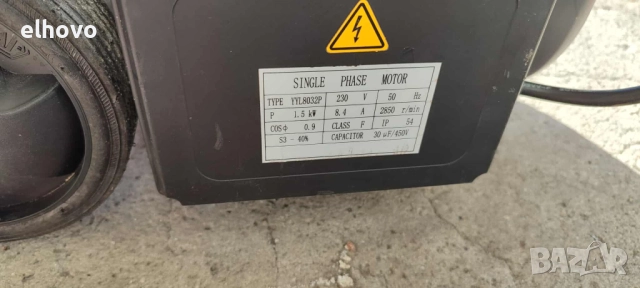 elhovo
SINGLE PHASE MOTOR
TYPE YYL8032P 230 V 50 Hz
P 1.5 kW 8.4 A 2850 r/min
COSΦ 0.9 CLASS F IP 54
S3 - 40% CAPACITOR 30 μF/450V
BAZAR
bg